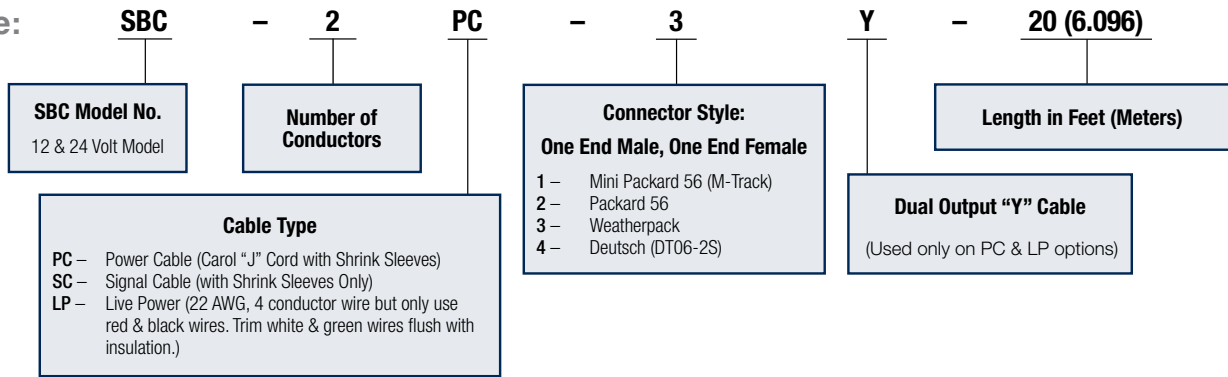 e: SBC – 2 PC – 3 Y – 20 (6.096)
SBC Model No.
12 & 24 Volt Model
Number of
Conductors
Connector Style:
One End Male, One End Female
1 – Mini Packard 56 (M-Track)
2 – Packard 56
3 – Weatherpack
4 – Deutsch (DT06-2S)
Length in Feet (Meters)
Cable Type
PC – Power Cable (Carol “J” Cord with Shrink Sleeves)
SC – Signal Cable (with Shrink Sleeves Only)
LP – Live Power (22 AWG, 4 conductor wire but only use
red & black wires. Trim white & green wires flush with
insulation.)
Dual Output “Y” Cable
(Used only on PC & LP options)